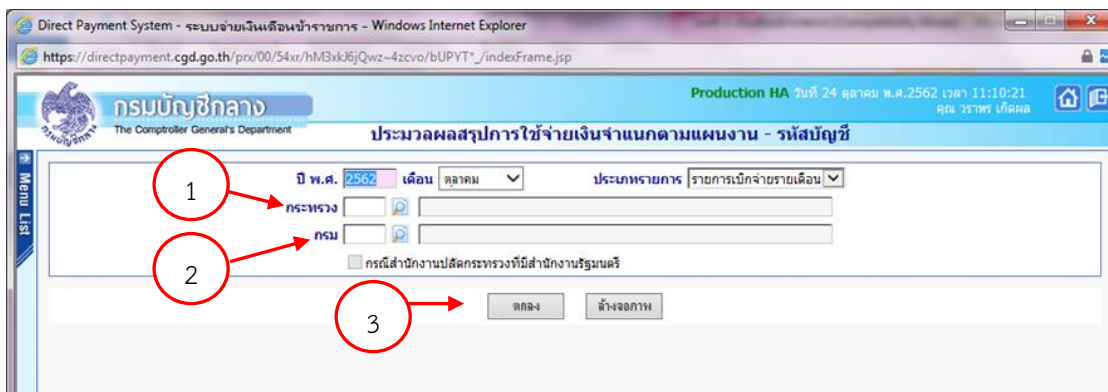 Direct Payment System - ระบบจ่ายเงินเดือนข้าราชการ - Windows Internet Explorer
https://directpayment.cgd.go.th/prx/00/54xr/hM3xkJ6jQwz~4zcvo/bUPYT*_/indexFrame.jsp
กรมบัญชีกลาง
The Comptroller General's Department
Production HA วันที่ 24 ตุลาคม พ.ศ.2562 เวลา 11:10:21
คุณ วราพร เกิดผล
ประมวลผลสรุปการใช้จ่ายเงินจำแนกตามแผนงาน - รหัสบัญชี
Menu List
1
ปี พ.ศ. 2562 เดือน ตุลาคม ประเภทรายการ รายการเบิกจ่ายรายเดือน
กระทรวง
กรม
2
กรณีสำนักงานปลัดกระทรวงที่มีสำนักงานรัฐมนตรี
3
ตกลง ล้างจอภาพ